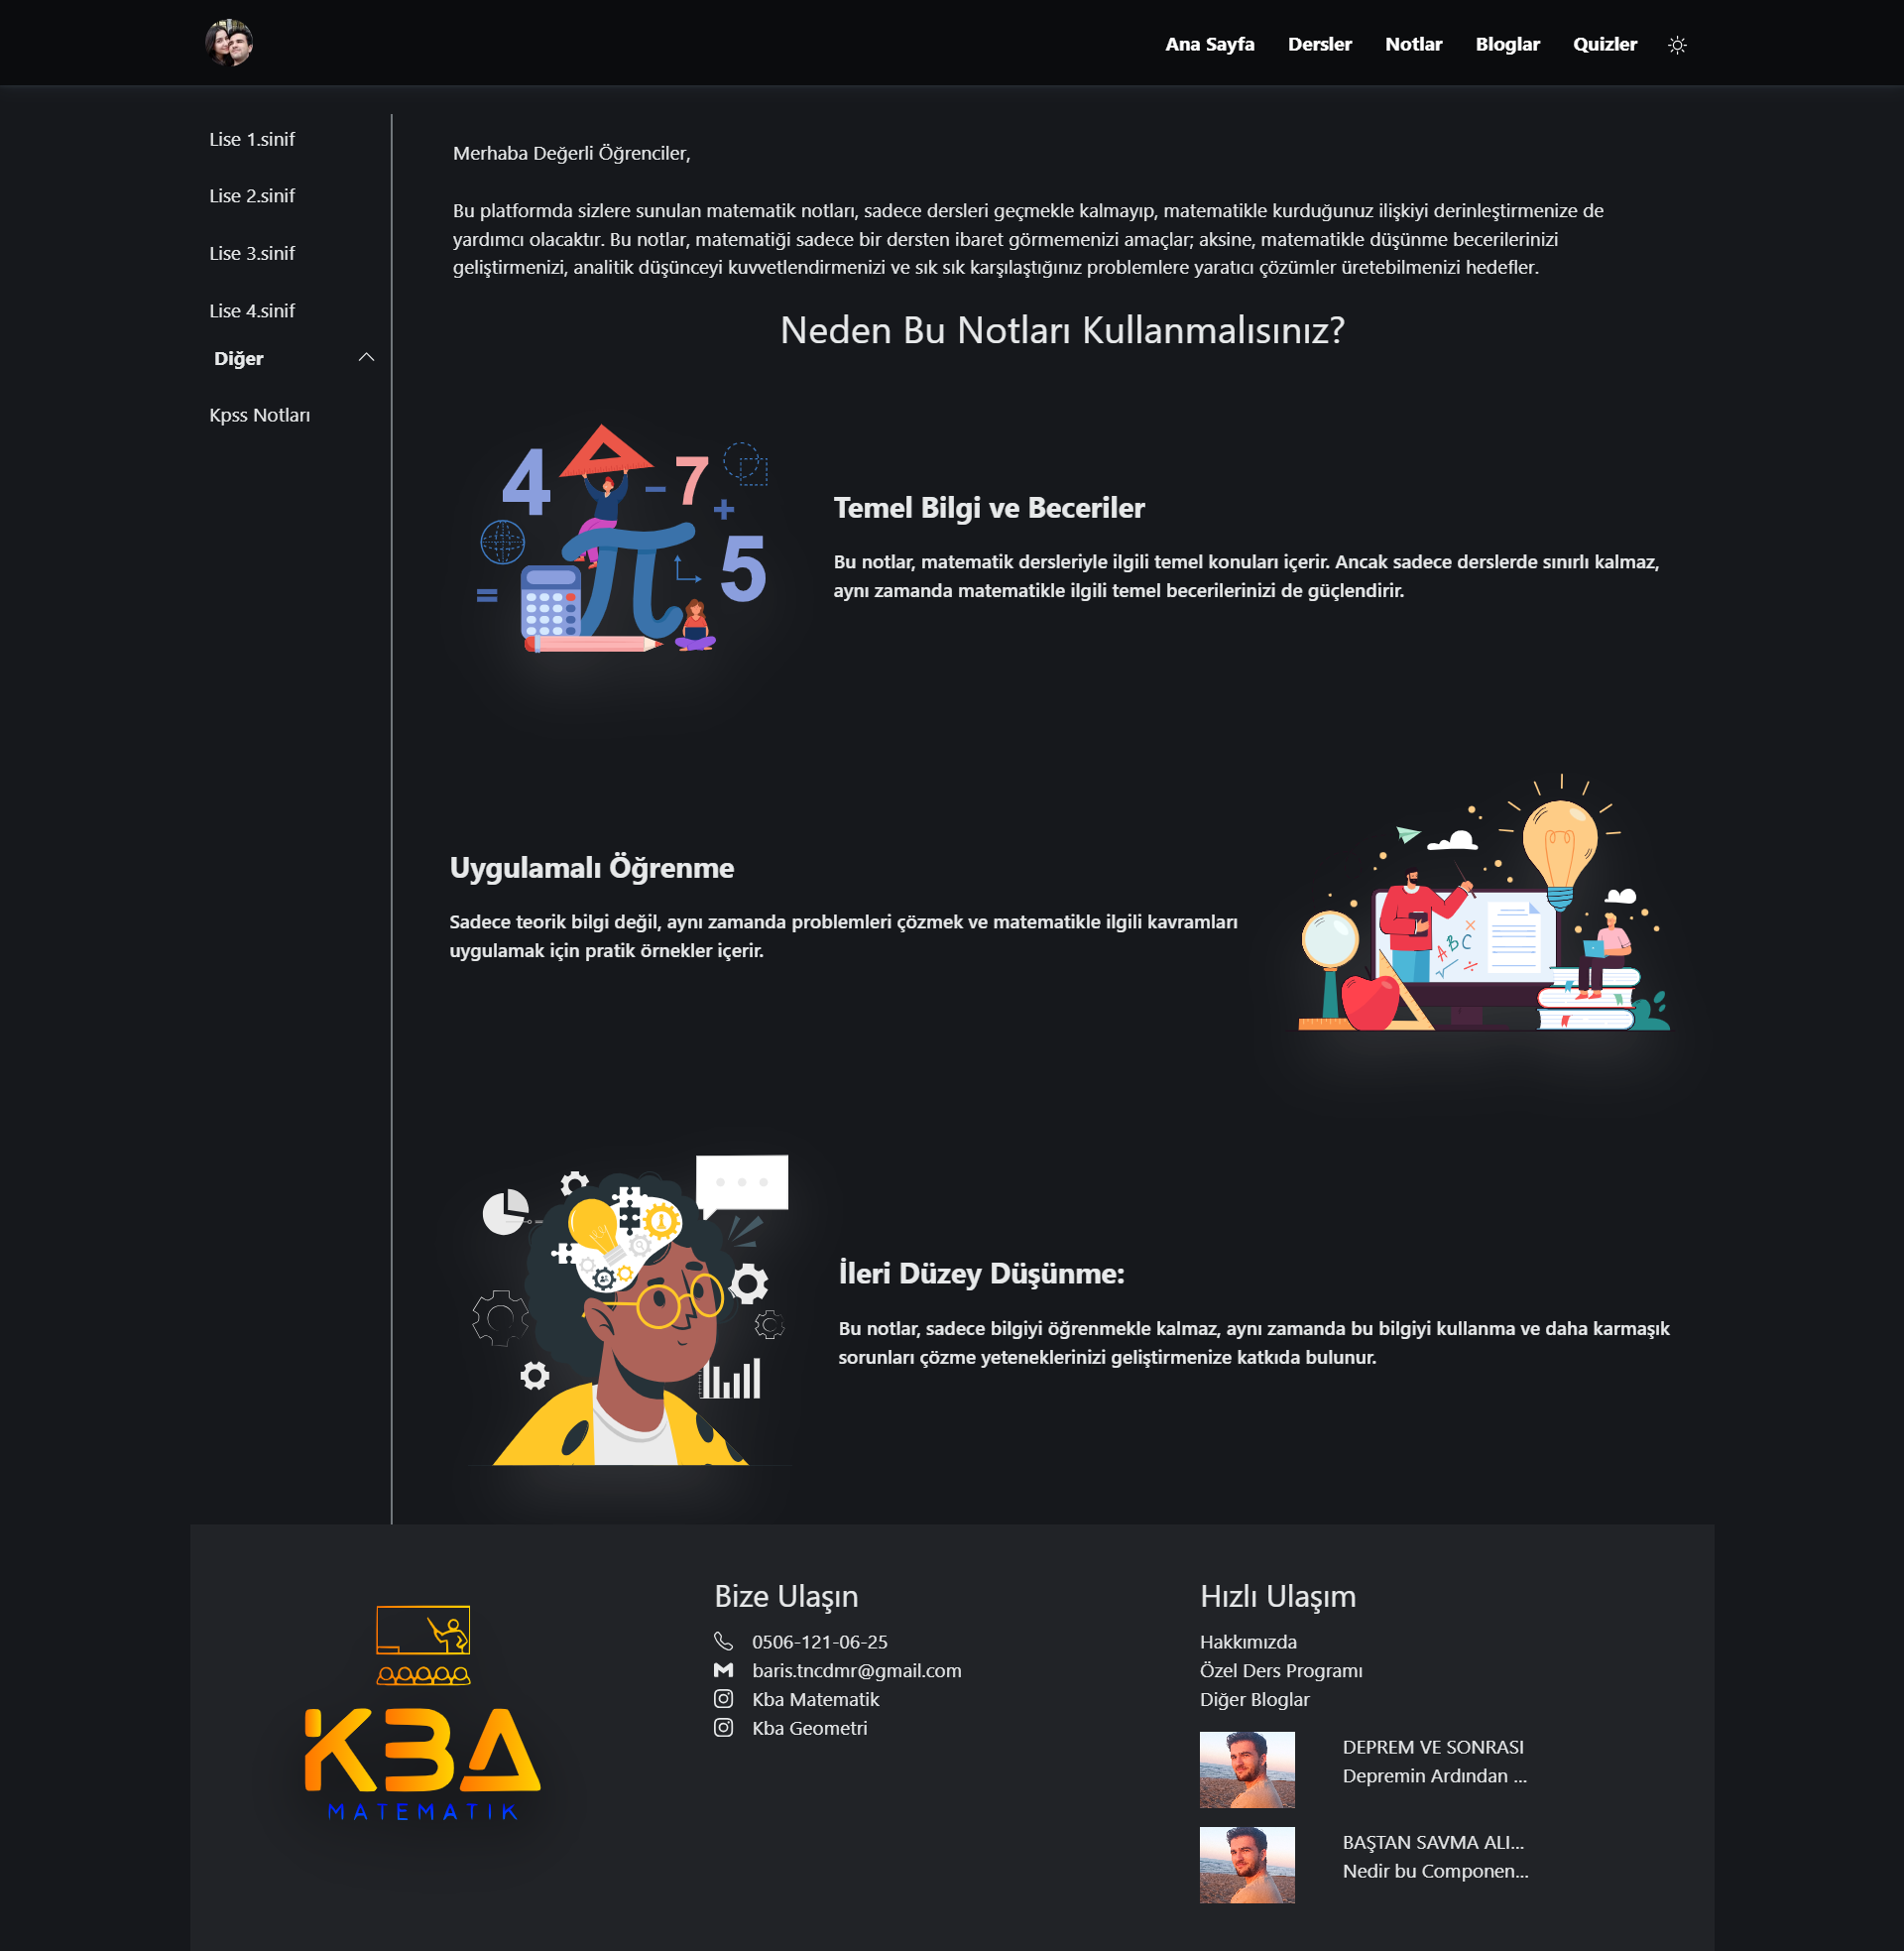 Ana Sayfa Dersler Notlar Bloglar Quizler
Lise 1.sinif
Lise 2.sinif
Lise 3.sinif
Lise 4.sinif
Diğer
Kpss Notları
Merhaba Değerli Öğrenciler,
Bu platformda sizlere sunulan matematik notları, sadece dersleri geçmekle kalmayıp, matematikle kurduğunuz ilişkiyi derinleştirmenize de
yardımcı olacaktır. Bu notlar, matematiği sadece bir dersten ibaret görmemenizi amaçlar; aksine, matematikle düşünme becerilerinizi
geliştirmenizi, analitik düşünceyi kuvvetlendirmenizi ve sık sık karşılaştığınız problemlere yaratıcı çözümler üretebilmenizi hedefler.
Neden Bu Notları Kullanmalısınız?
4 - 7 + 5 = π
Temel Bilgi ve Beceriler
Bu notlar, matematik dersleriyle ilgili temel konuları içerir. Ancak sadece derslerde sınırlı kalmaz,
aynı zamanda matematikle ilgili temel becerilerinizi de güçlendirir.
Uygulamalı Öğrenme
Sadece teorik bilgi değil, aynı zamanda problemleri çözmek ve matematikle ilgili kavramları
uygulamak için pratik örnekler içerir.
A B C × √ ÷
İleri Düzey Düşünme:
Bu notlar, sadece bilgiyi öğrenmekle kalmaz, aynı zamanda bu bilgiyi kullanma ve daha karmaşık
sorunları çözme yeteneklerinizi geliştirmenize katkıda bulunur.
KBA
MATEMATIK
Bize Ulaşın
0506-121-06-25
baris.tncdmr@gmail.com
Kba Matematik
Kba Geometri
Hızlı Ulaşım
Hakkımızda
Özel Ders Programı
Diğer Bloglar
DEPREM VE SONRASI
Depremin Ardından ...
BAŞTAN SAVMA ALI...
Nedir bu Componen...